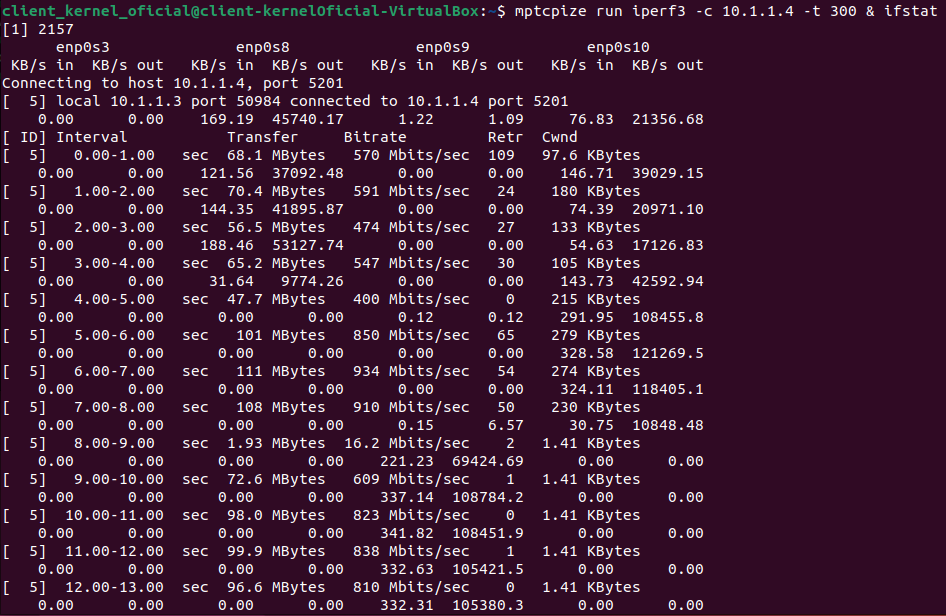 client_kernel_oficial@client-kernelOficial-VirtualBox:~$ mptcpize run iperf3 -c 10.1.1.4 -t 300 & ifstat
[1] 2157
      enp0s3              enp0s8              enp0s9             enp0s10
 KB/s in  KB/s out   KB/s in  KB/s out   KB/s in  KB/s out   KB/s in  KB/s out
Connecting to host 10.1.1.4, port 5201
[  5] local 10.1.1.3 port 50984 connected to 10.1.1.4 port 5201
    0.00      0.00    169.19  45740.17      1.22      1.09     76.83  21356.68
[ ID] Interval           Transfer     Bitrate         Retr  Cwnd
[  5]   0.00-1.00   sec  68.1 MBytes   570 Mbits/sec  109   97.6 KBytes
    0.00      0.00    121.56  37092.48      0.00      0.00    146.71  39029.15
[  5]   1.00-2.00   sec  70.4 MBytes   591 Mbits/sec   24    180 KBytes
    0.00      0.00    144.35  41895.87      0.00      0.00     74.39  20971.10
[  5]   2.00-3.00   sec  56.5 MBytes   474 Mbits/sec   27    133 KBytes
    0.00      0.00    188.46  53127.74      0.00      0.00     54.63  17126.83
[  5]   3.00-4.00   sec  65.2 MBytes   547 Mbits/sec   30    105 KBytes
    0.00      0.00     31.64   9774.26      0.00      0.00    143.73  42592.94
[  5]   4.00-5.00   sec  47.7 MBytes   400 Mbits/sec    0    215 KBytes
    0.00      0.00      0.00      0.00      0.12      0.12    291.95  108455.8
[  5]   5.00-6.00   sec   101 MBytes   850 Mbits/sec   65    279 KBytes
    0.00      0.00      0.00      0.00      0.00      0.00    328.58  121269.5
[  5]   6.00-7.00   sec   111 MBytes   934 Mbits/sec   54    274 KBytes
    0.00      0.00      0.00      0.00      0.00      0.00    324.11  118405.1
[  5]   7.00-8.00   sec   108 MBytes   910 Mbits/sec   50    230 KBytes
    0.00      0.00      0.00      0.00      0.15      6.57     30.75  10848.48
[  5]   8.00-9.00   sec  1.93 MBytes  16.2 Mbits/sec    2   1.41 KBytes
    0.00      0.00      0.00      0.00    221.23  69424.69      0.00      0.00
[  5]   9.00-10.00  sec  72.6 MBytes   609 Mbits/sec    1   1.41 KBytes
    0.00      0.00      0.00      0.00    337.14  108784.2      0.00      0.00
[  5]  10.00-11.00  sec  98.0 MBytes   823 Mbits/sec    0   1.41 KBytes
    0.00      0.00      0.00      0.00    341.82  108451.9      0.00      0.00
[  5]  11.00-12.00  sec  99.9 MBytes   838 Mbits/sec    1   1.41 KBytes
    0.00      0.00      0.00      0.00    332.63  105421.5      0.00      0.00
[  5]  12.00-13.00  sec  96.6 MBytes   810 Mbits/sec    0   1.41 KBytes
    0.00      0.00      0.00      0.00    332.31  105380.3      0.00      0.00